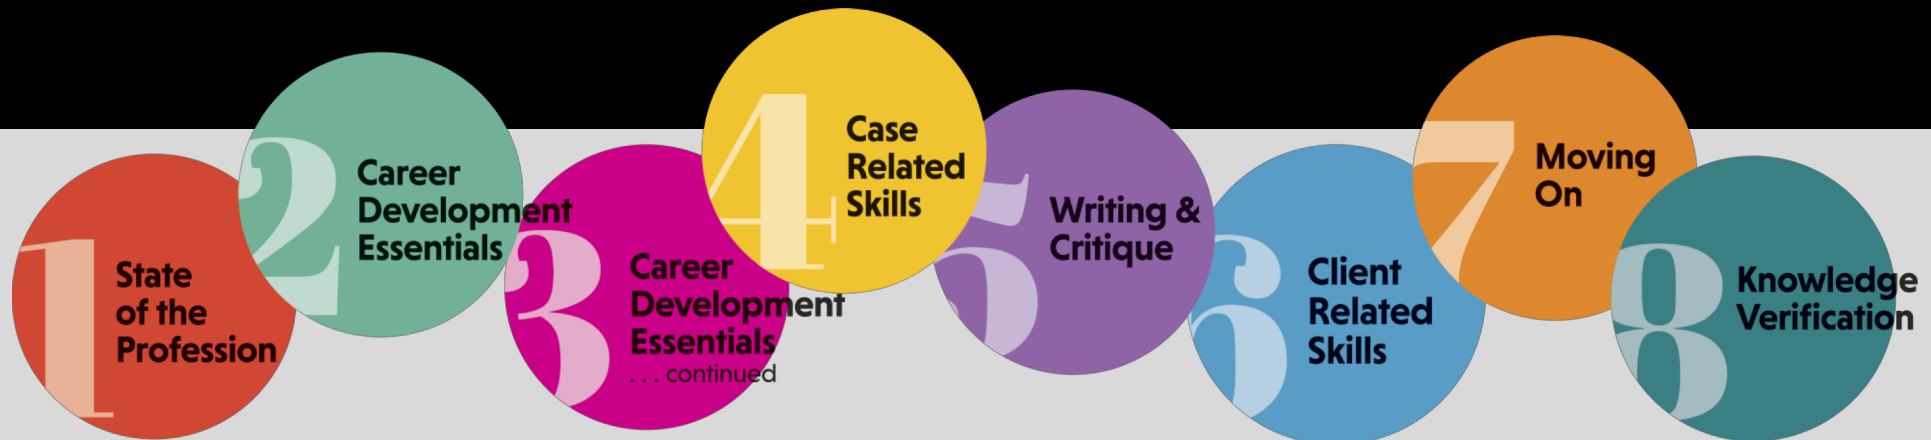 1
State
of the
Profession
2
Career
Development
Essentials
3
Career
Development
Essentials
. . . continued
4
Case
Related
Skills
5
Writing &
Critique
6
Client
Related
Skills
7
Moving
On
8
Knowledge
Verification